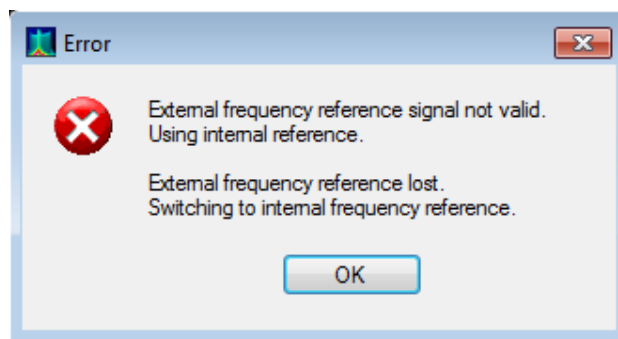 Error
External frequency reference signal not valid.
Using internal reference.
External frequency reference lost.
Switching to internal frequency reference.
OK